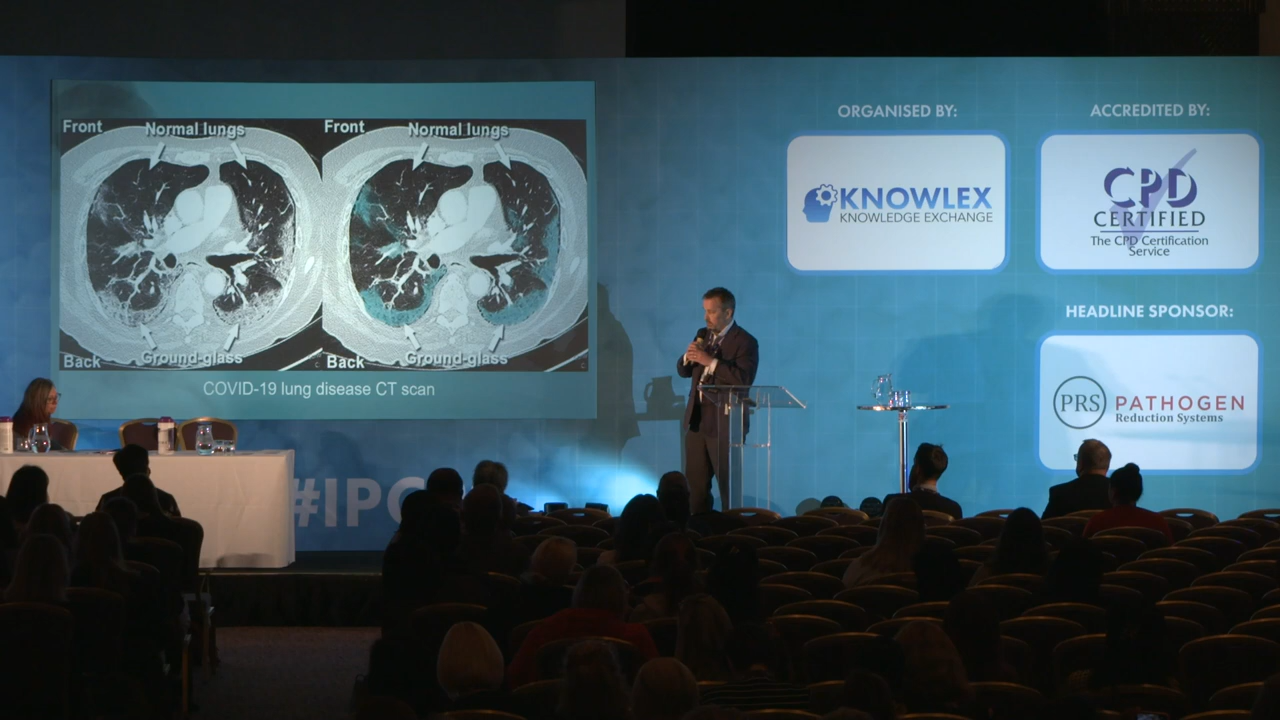 Front
Normal lungs
Front
Normal lungs
Back
Ground-glass
Back
Ground-glass
COVID-19 lung disease CT scan
ORGANISED BY:
KNOWLEX
KNOWLEDGE EXCHANGE
ACCREDITED BY:
CPD
CERTIFIED
The CPD Certification
Service
HEADLINE SPONSOR:
PRS
PATHOGEN
Reduction Systems
#IPC